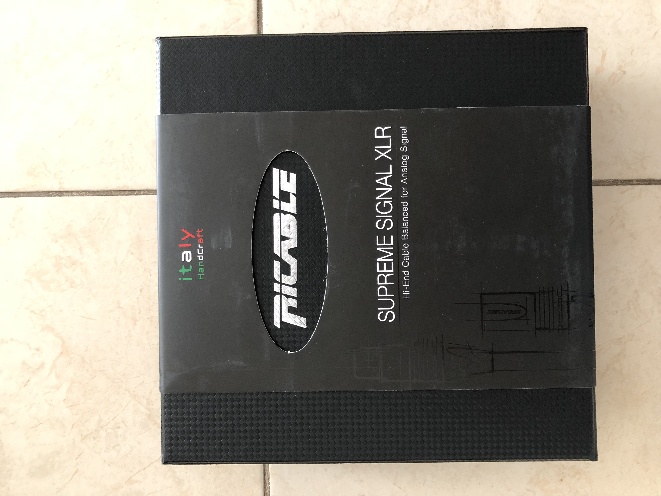 italy
HandCraft
RICABLE
SUPREME SIGNAL XLR
Hi-End Cable Balanced for Analog Signal